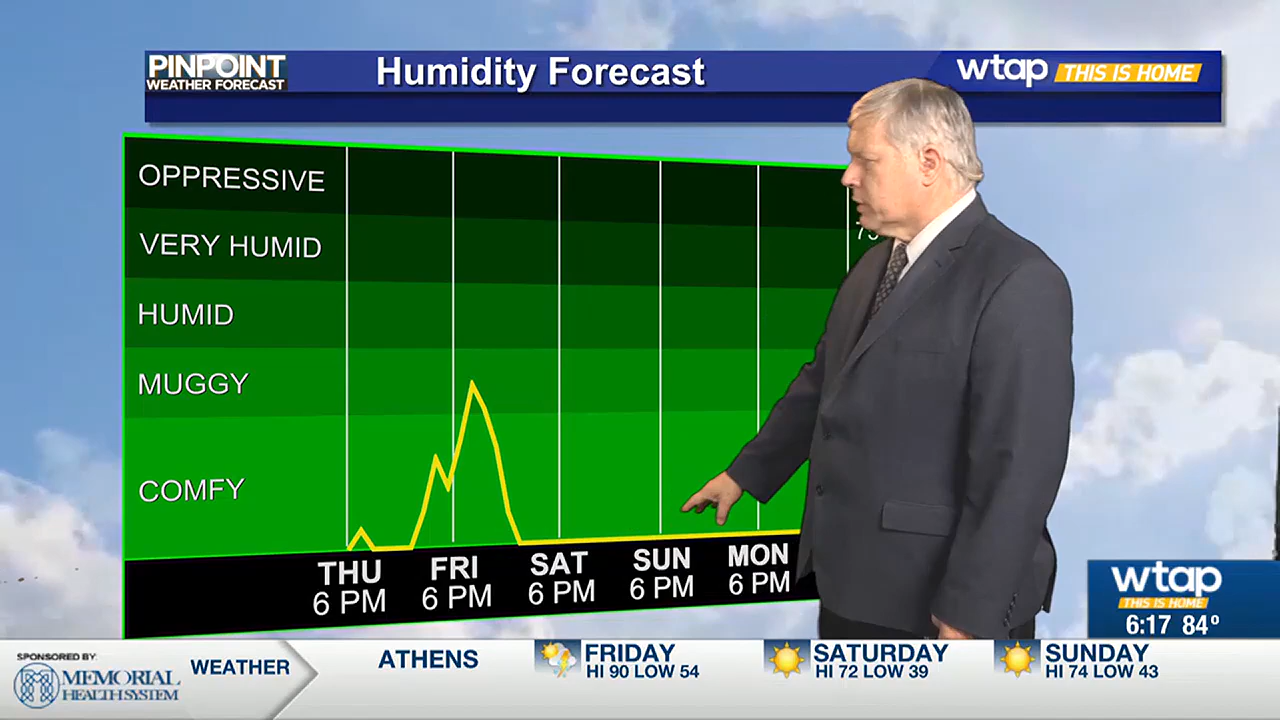 PINPOINT
WEATHER FORECAST
Humidity Forecast
wtap THIS IS HOME
OPPRESSIVE
VERY HUMID
HUMID
MUGGY
COMFY
THU
6 PM
FRI
6 PM
SAT
6 PM
SUN
6 PM
MON
6 PM
wtap
THIS IS HOME
6:17 84°
SPONSORED BY:
MEMORIAL
HEALTH SYSTEM
WEATHER
ATHENS
FRIDAY
HI 90 LOW 54
SATURDAY
HI 72 LOW 39
SUNDAY
HI 74 LOW 43